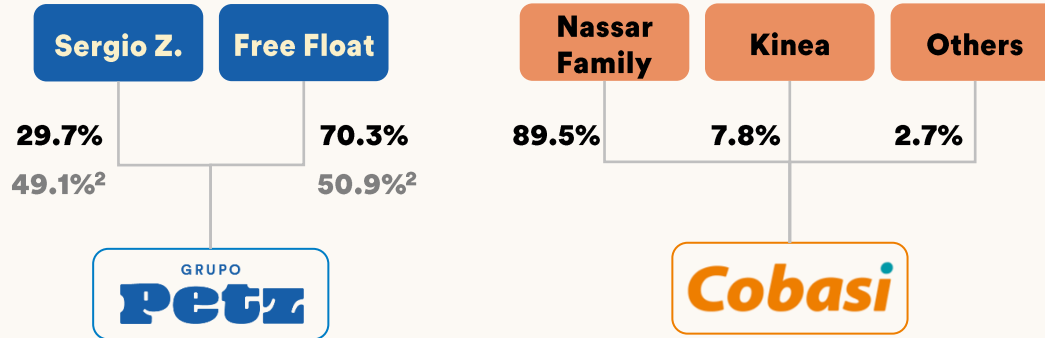 Sergio Z.
Free Float
Nassar
Family
Kinea
Others
29.7%
70.3%
89.5%
7.8%
2.7%
49.1%²
50.9%²
GRUPO
Petz
Cobasi